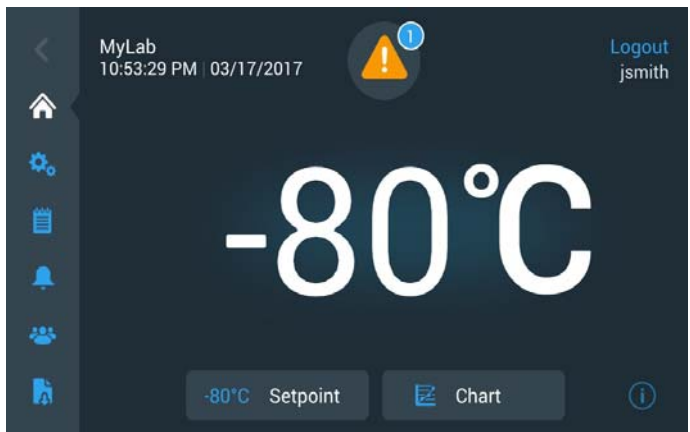 MyLab
10:53:29 PM | 03/17/2017
1
Logout
jsmith
-80°C
-80°C Setpoint
Chart